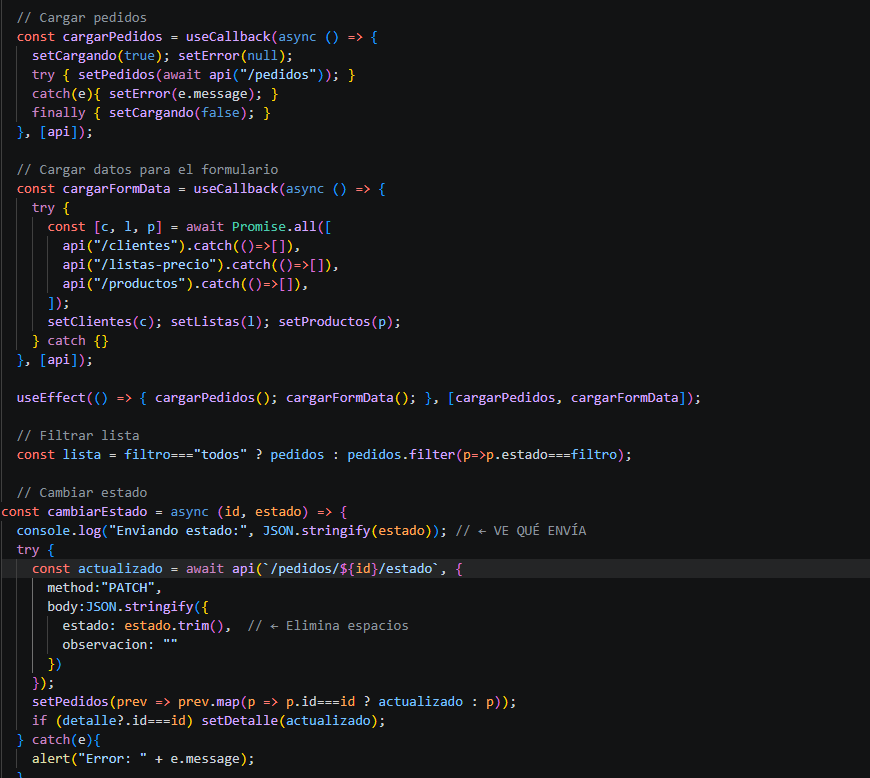 // Cargar pedidos
const cargarPedidos = useCallback(async () => {
setCargando(true); setError(null);
try { setPedidos(await api("/pedidos")); }
catch(e){ setError(e.message); }
finally { setCargando(false); }
}, [api]);
// Cargar datos para el formulario
const cargarFormData = useCallback(async () => {
try {
const [c, l, p] = await Promise.all([
api("/clientes").catch(()=>[]),
api("/listas-precio").catch(()=>[]),
api("/productos").catch(()=>[]),
]);
setClientes(c); setListas(l); setProductos(p);
} catch {}
}, [api]);
useEffect(() => { cargarPedidos(); cargarFormData(); }, [cargarPedidos, cargarFormData]);
// Filtrar lista
const lista = filtro==="todos" ? pedidos : pedidos.filter(p=>p.estado===filtro);
// Cambiar estado
const cambiarEstado = async (id, estado) => {
console.log("Enviando estado:", JSON.stringify(estado)); // ← VE QUÉ ENVÍA
try {
const actualizado = await api(`/pedidos/${id}/estado`, {
method:"PATCH",
body:JSON.stringify({
estado: estado.trim(), // ← Elimina espacios
observacion: ""
})
});
setPedidos(prev => prev.map(p => p.id===id ? actualizado : p));
if (detalle?.id===id) setDetalle(actualizado);
} catch(e){
alert("Error: " + e.message);
}